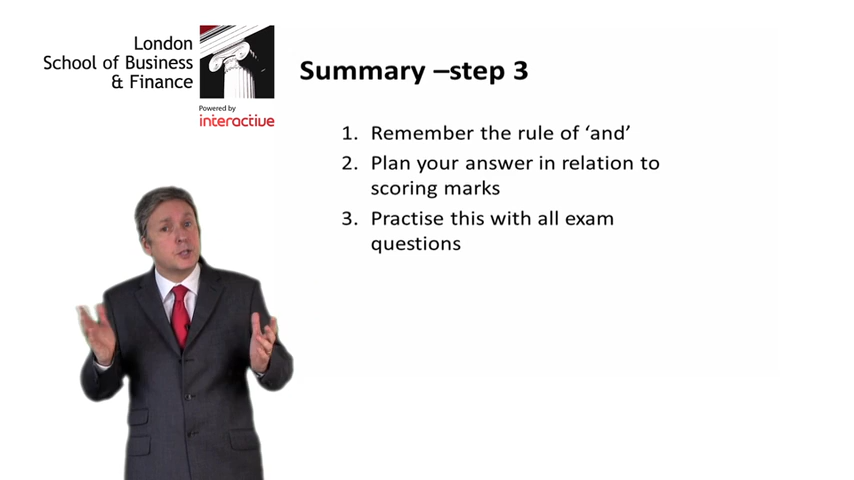 London
School of Business
& Finance
Powered by
interactive
Summary –step 3
1. Remember the rule of ‘and’
2. Plan your answer in relation to
scoring marks
3. Practise this with all exam
questions